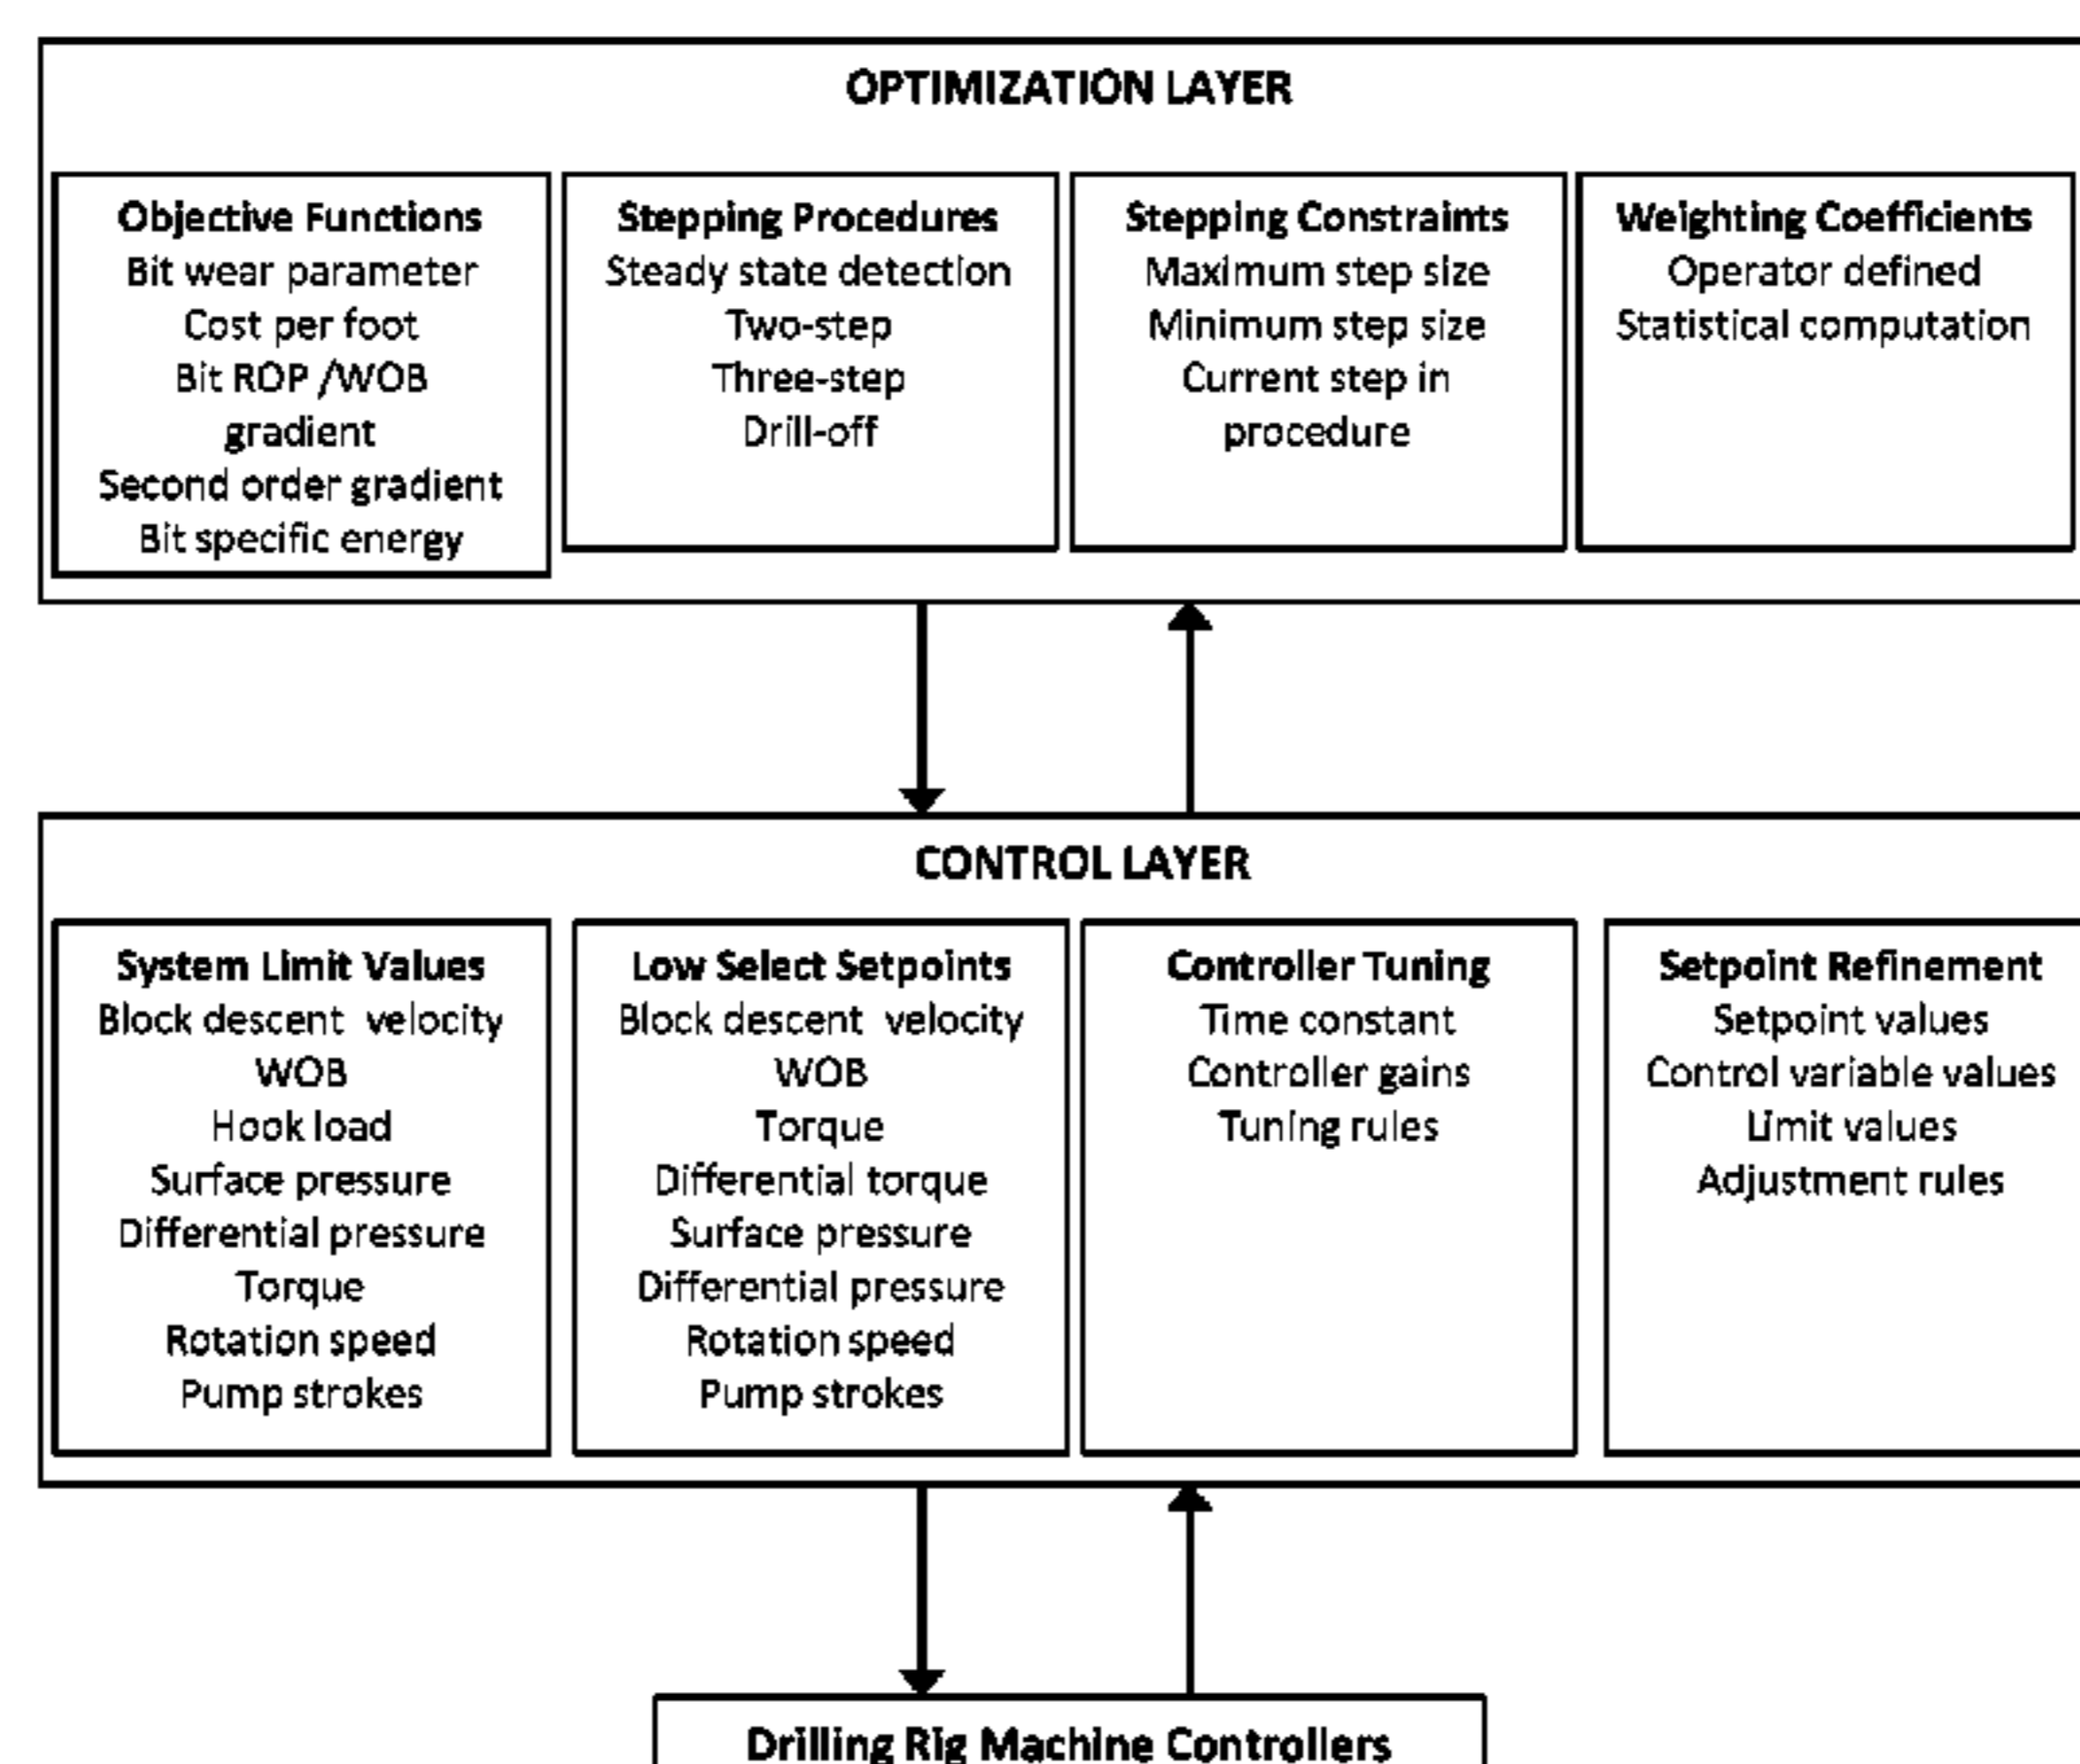 OPTIMIZATION LAYER
Objective Functions
Bit wear parameter
Cost per foot
Bit ROP /WOB
gradient
Second order gradient
Bit specific energy
Stepping Procedures
Steady state detection
Two-step
Three-step
Drill-off
Stepping Constraints
Maximum step size
Minimum step size
Current step in
procedure
Weighting Coefficients
Operator defined
Statistical computation
CONTROL LAYER
System Limit Values
Block descent velocity
WOB
Hook load
Surface pressure
Differential pressure
Torque
Rotation speed
Pump strokes
Low Select Setpoints
Block descent velocity
WOB
Torque
Differential torque
Surface pressure
Differential pressure
Rotation speed
Pump strokes
Controller Tuning
Time constant
Controller gains
Tuning rules
Setpoint Refinement
Setpoint values
Control variable values
Limit values
Adjustment rules
Drilling Rig Machine Controllers